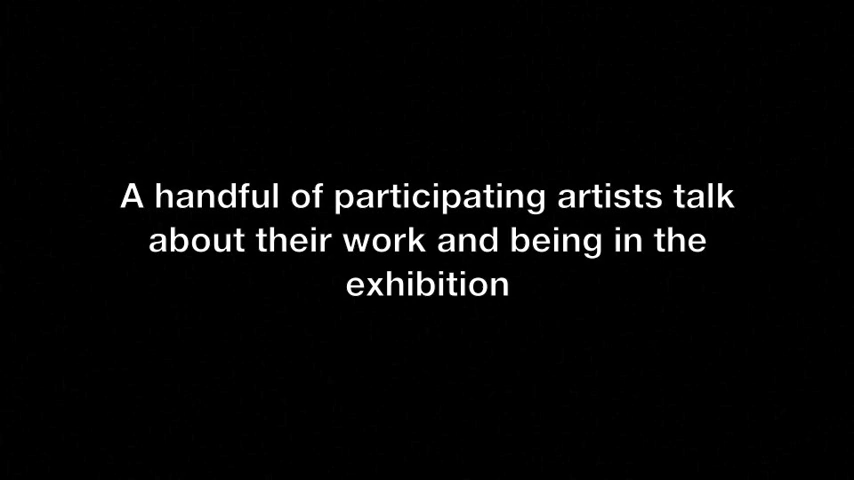 A handful of participating artists talk
about their work and being in the
exhibition